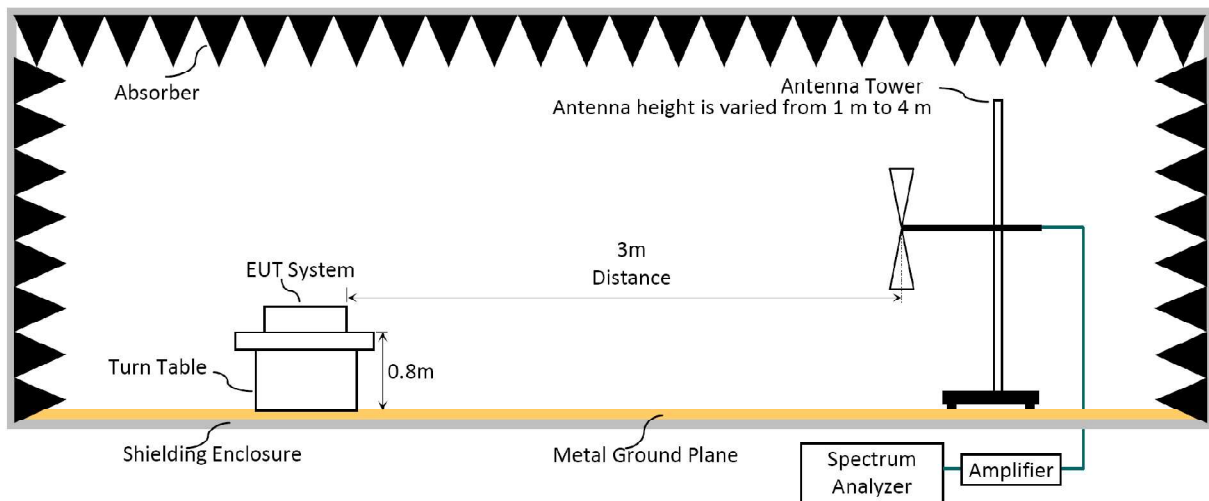 Absorber
Antenna Tower
Antenna height is varied from 1 m to 4 m
3m
Distance
EUT System
Turn Table
0.8m
Shielding Enclosure
Metal Ground Plane
Spectrum
Analyzer
Amplifier